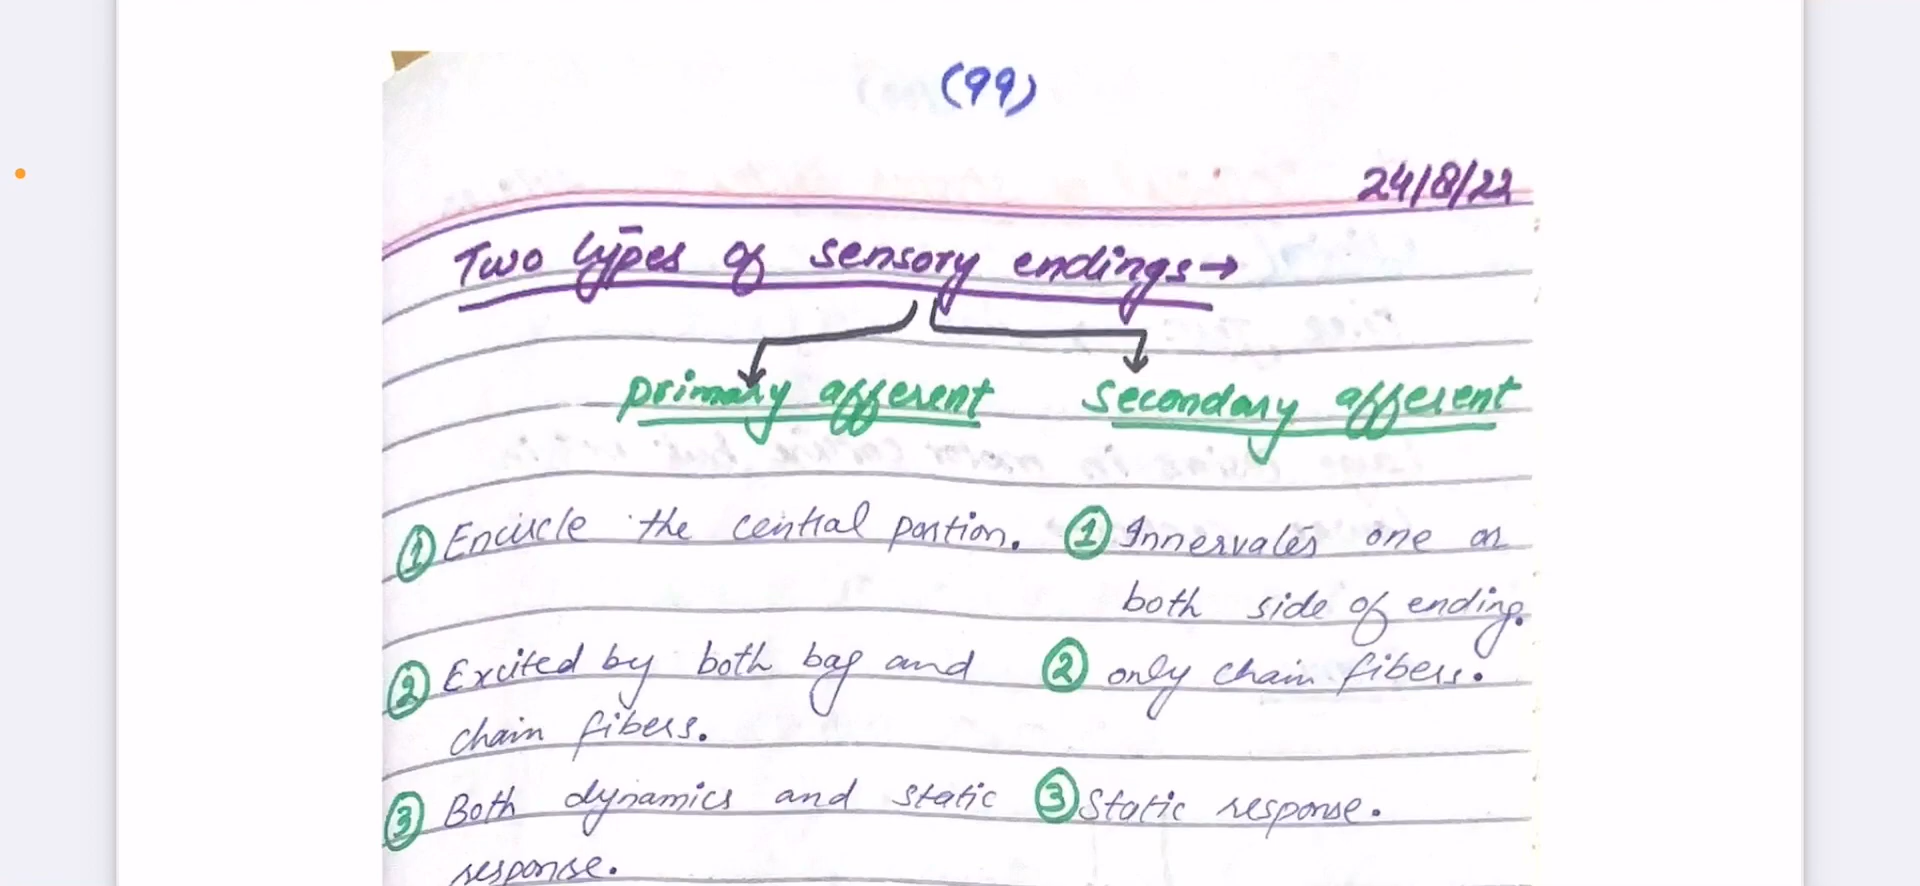 (99)
24/8/22
Two types of sensory endings→
primary afferent secondary afferent
① Encircle the central portion. ① Innervates one or
both side of ending.
② Excited by both bag and ② only chain fibers.
chain fibers.
③ Both dynamics and static ③ Static response.
response.